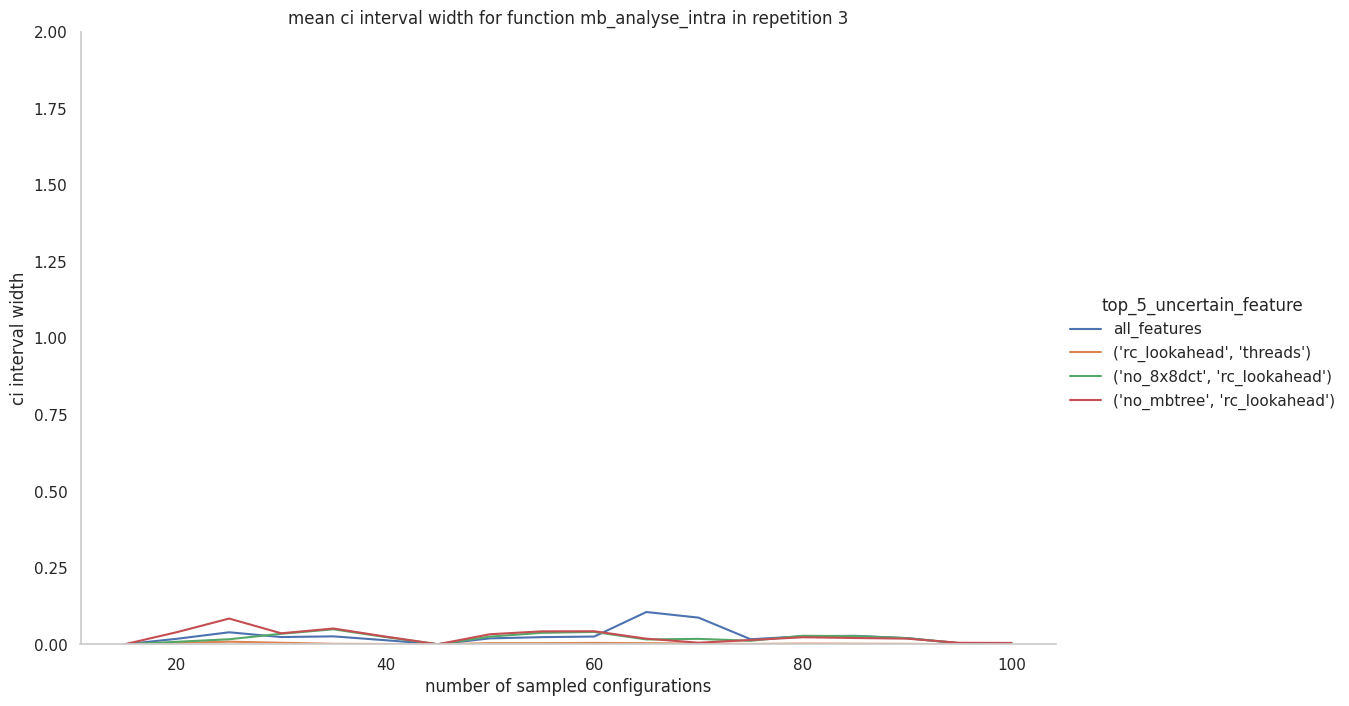 mean ci interval width for function mb_analyse_intra in repetition 3
2.00
1.75
1.50
1.25
1.00
0.75
0.50
0.25
0.00
ci interval width
20
40
60
80
100
number of sampled configurations
top_5_uncertain_feature
all_features
('rc_lookahead', 'threads')
('no_8x8dct', 'rc_lookahead')
('no_mbtree', 'rc_lookahead')